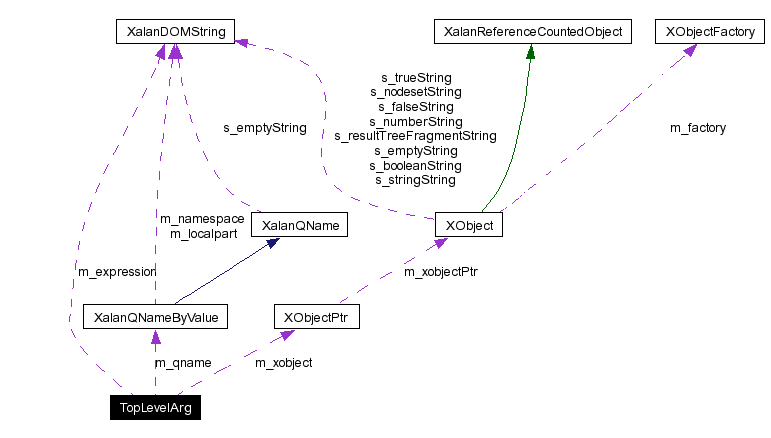 XalanDOMString
XalanReferenceCountedObject
XObjectFactory
s_trueString
s_nodesetString
s_falseString
s_numberString
s_resultTreeFragmentString
s_emptyString
s_booleanString
s_stringString
s_emptyString
m_factory
m_namespace
m_localpart
XalanQName
XObject
m_expression
m_xobjectPtr
XalanQNameByValue
XObjectPtr
m_qname
m_xobject
TopLevelArg